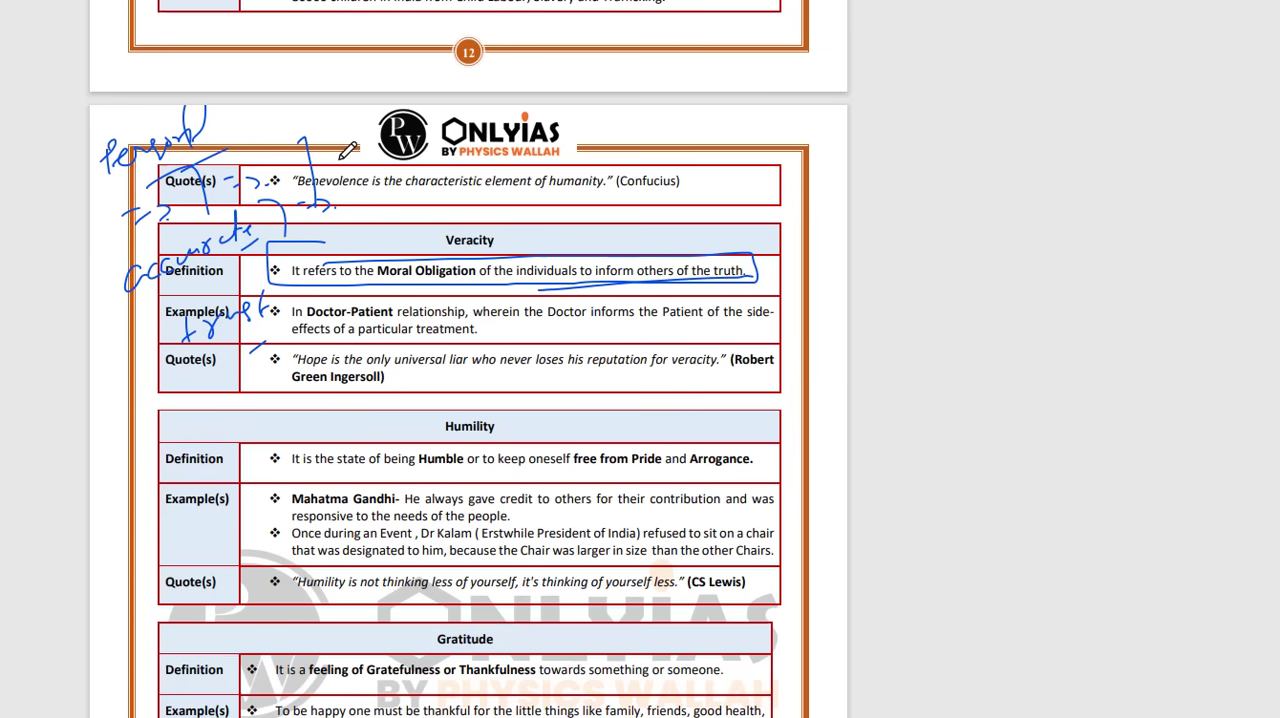 12
PW ONLYIAS
BY PHYSICS WALLAH
Person
Quote(s) ❖ “Benevolence is the characteristic element of humanity.” (Confucius)
accurate
Veracity
Definition ❖ It refers to the Moral Obligation of the individuals to inform others of the truth.
trust
Example(s) ❖ In Doctor-Patient relationship, wherein the Doctor informs the Patient of the side-
effects of a particular treatment.
Quote(s) ❖ “Hope is the only universal liar who never loses his reputation for veracity.” (Robert
Green Ingersoll)
Humility
Definition ❖ It is the state of being Humble or to keep oneself free from Pride and Arrogance.
Example(s) ❖ Mahatma Gandhi- He always gave credit to others for their contribution and was
responsive to the needs of the people.
❖ Once during an Event , Dr Kalam ( Erstwhile President of India) refused to sit on a chair
that was designated to him, because the Chair was larger in size than the other Chairs.
Quote(s) ❖ “Humility is not thinking less of yourself, it's thinking of yourself less.” (CS Lewis)
PW ONLYIAS
BY PHYSICS WALLAH
Gratitude
Definition ❖ It is a feeling of Gratefulness or Thankfulness towards something or someone.
Example(s) ❖ To be happy one must be thankful for the little things like family, friends, good health,